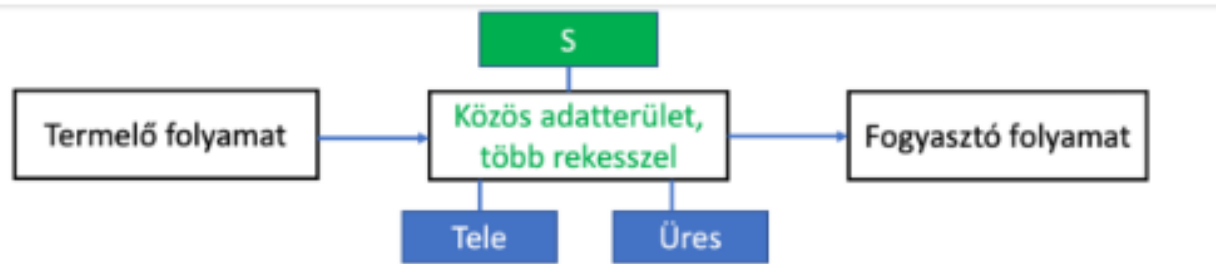 S
Termelő folyamat
Közös adatterület,
több rekesszel
Fogyasztó folyamat
Tele
Üres